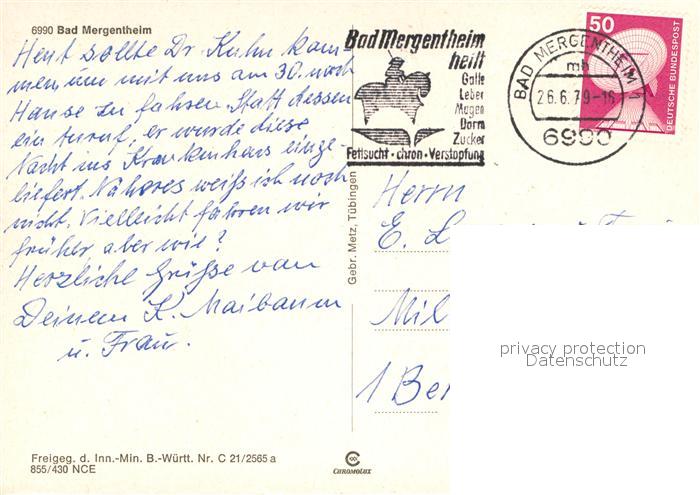 6990 Bad Mergentheim
Heut sollte Dr. Kuhn kom-
men, um mit uns am 30. nach
Hause zu fahren. Statt dessen
ein Anruf, er wurde diese
Nacht ins Krankenhaus einge-
liefert. Näheres weiß ich noch
nicht. Vielleicht fahren wir
früher, aber wie?
Herzliche Grüße von
Deinem K. Maibaum
u. Frau.
Freigeg. d. Inn.-Min. B.-Württ. Nr. C 21/2565 a
855/430 NCE
Gebr. Metz, Tübingen
CHROMOLUX
Bad Mergentheim
heilt
Galle
Leber
Magen
Darm
Zucker
Fettsucht · chron · Verstopfung
BAD MERGENTHEIM 1
mb
26.6.79-16
6990
50
DEUTSCHE BUNDESPOST
Herrn
E. L
Mil
1 Ber
privacy protection
Datenschutz